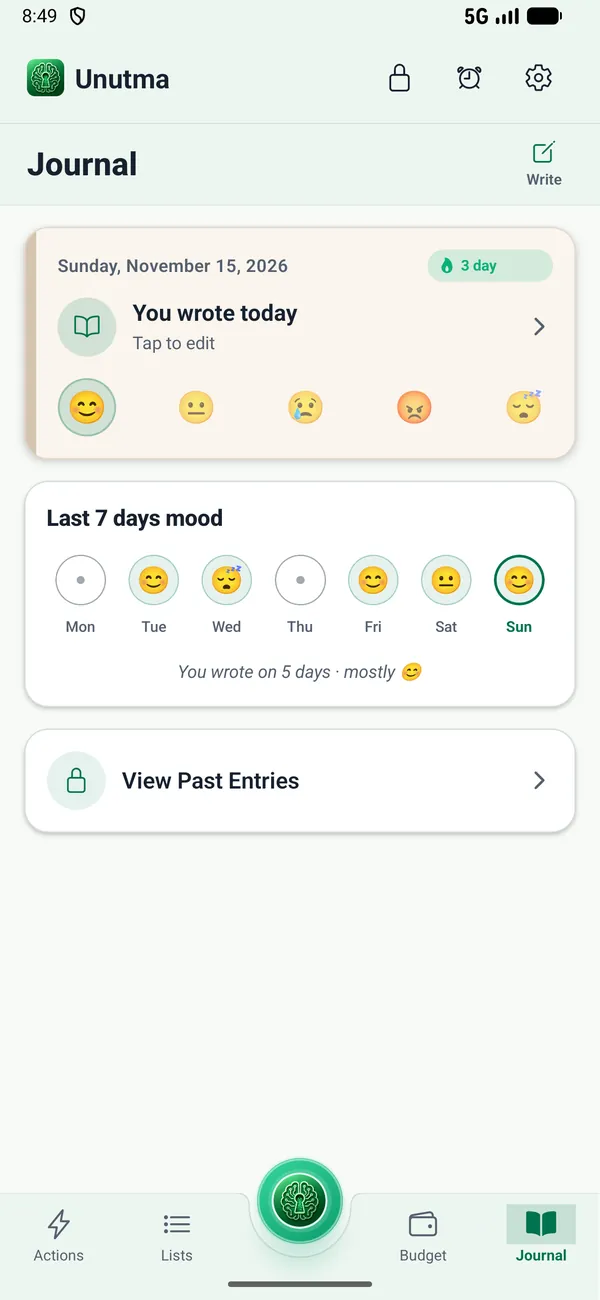 8:49
5G
Unutma
Journal
Write
Sunday, November 15, 2026
3 day
You wrote today
Tap to edit
Last 7 days mood
Mon Tue Wed Thu Fri Sat Sun
You wrote on 5 days · mostly 😊
View Past Entries
Actions Lists Budget Journal